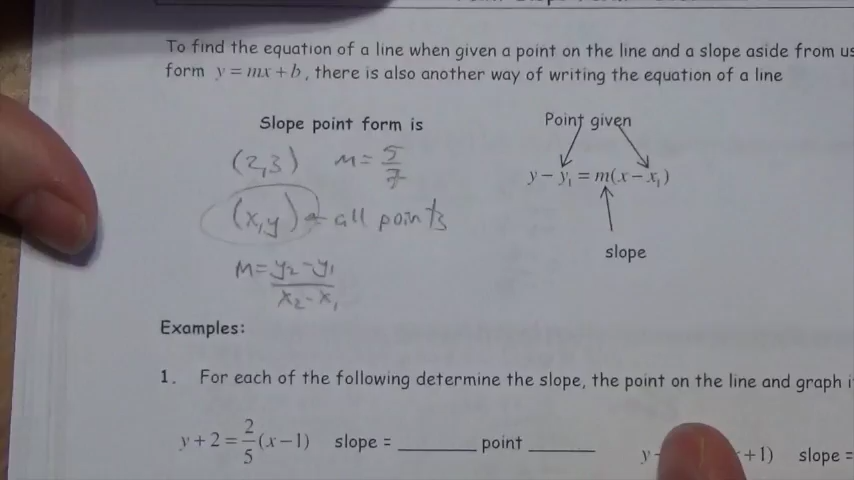 To find the equation of a line when given a point on the line and a slope aside from us
form y = mx + b, there is also another way of writing the equation of a line
Slope point form is
Point given
(2,3) m = 5/7
y − y₁ = m(x − x₁)
(x,y) all points
slope
m = y₂ − y₁ / x₂ − x₁
Examples:
1. For each of the following determine the slope, the point on the line and graph i
y + 2 = 2/5 (x − 1) slope = ________ point ________ y− +1) slope =